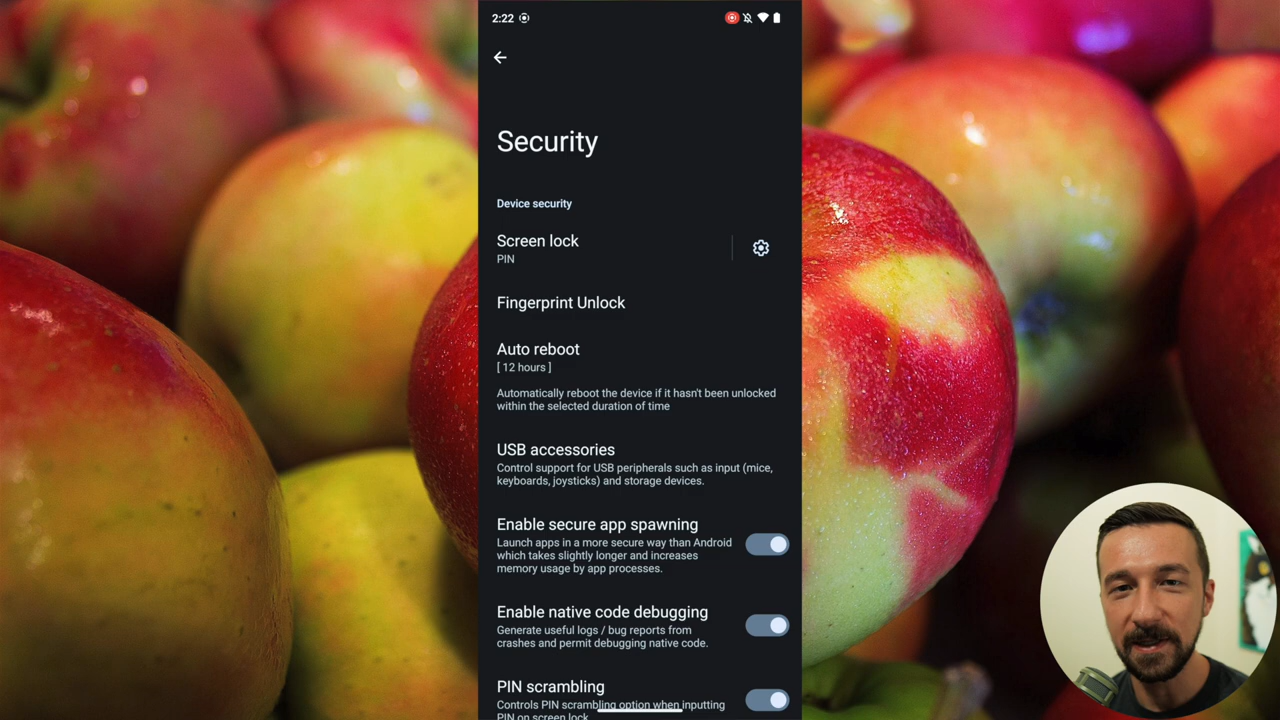 2:22
Security
Device security
Screen lock
PIN
Fingerprint Unlock
Auto reboot
[ 12 hours ]
Automatically reboot the device if it hasn't been unlocked
within the selected duration of time
USB accessories
Control support for USB peripherals such as input (mice,
keyboards, joysticks) and storage devices.
Enable secure app spawning
Launch apps in a more secure way than Android
which takes slightly longer and increases
memory usage by app processes.
Enable native code debugging
Generate useful logs / bug reports from
crashes and permit debugging native code.
PIN scrambling
Controls PIN scrambling option when inputting
PIN on screen lock